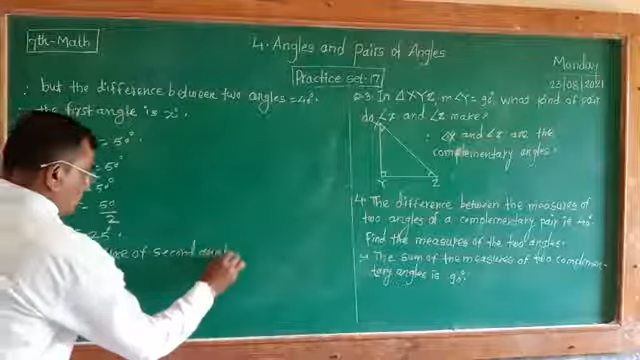 7th-Math
4. Angles and Pairs of Angles
Practice set-17
Monday
23/08/2021
∴ but the difference between two angles = 40°.
the first angle is x°
= 50°
= 50°
50°
= 50
2
25°.
of second
Q-3. In △XYZ, m∠Y = 90°. What kind of pair
do ∠x and ∠z make?
∴ ∠x and ∠z are the
complementary angles.
Y
Z
4. The difference between the measures of
two angles of a complementary pair is 40°.
Find the measures of the two angles.
→ The sum of the measures of two complemen-
tary angles is 90°.